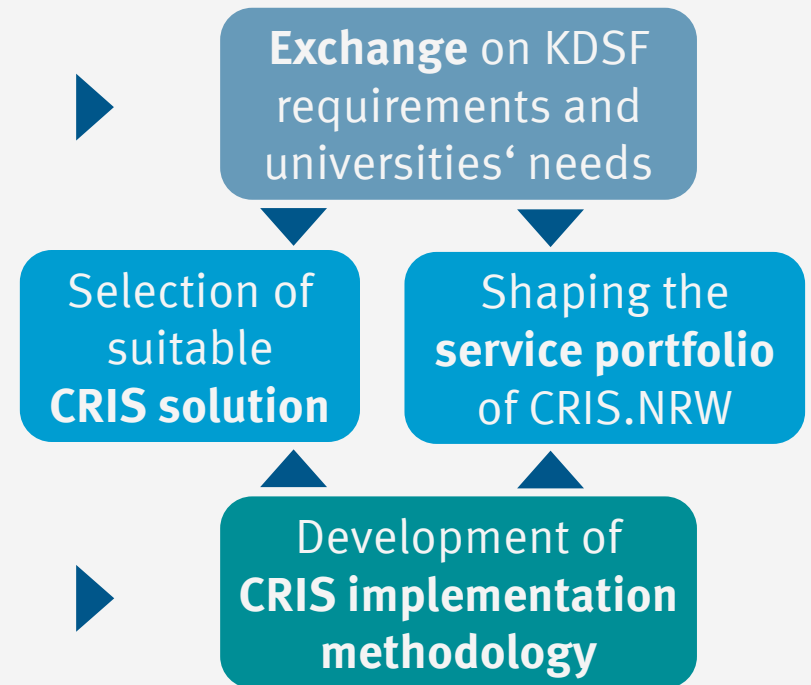 Exchange on KDSF
requirements and
universities‘ needs
Selection of
suitable
CRIS solution
Shaping the
service portfolio
of CRIS.NRW
Development of
CRIS implementation
methodology